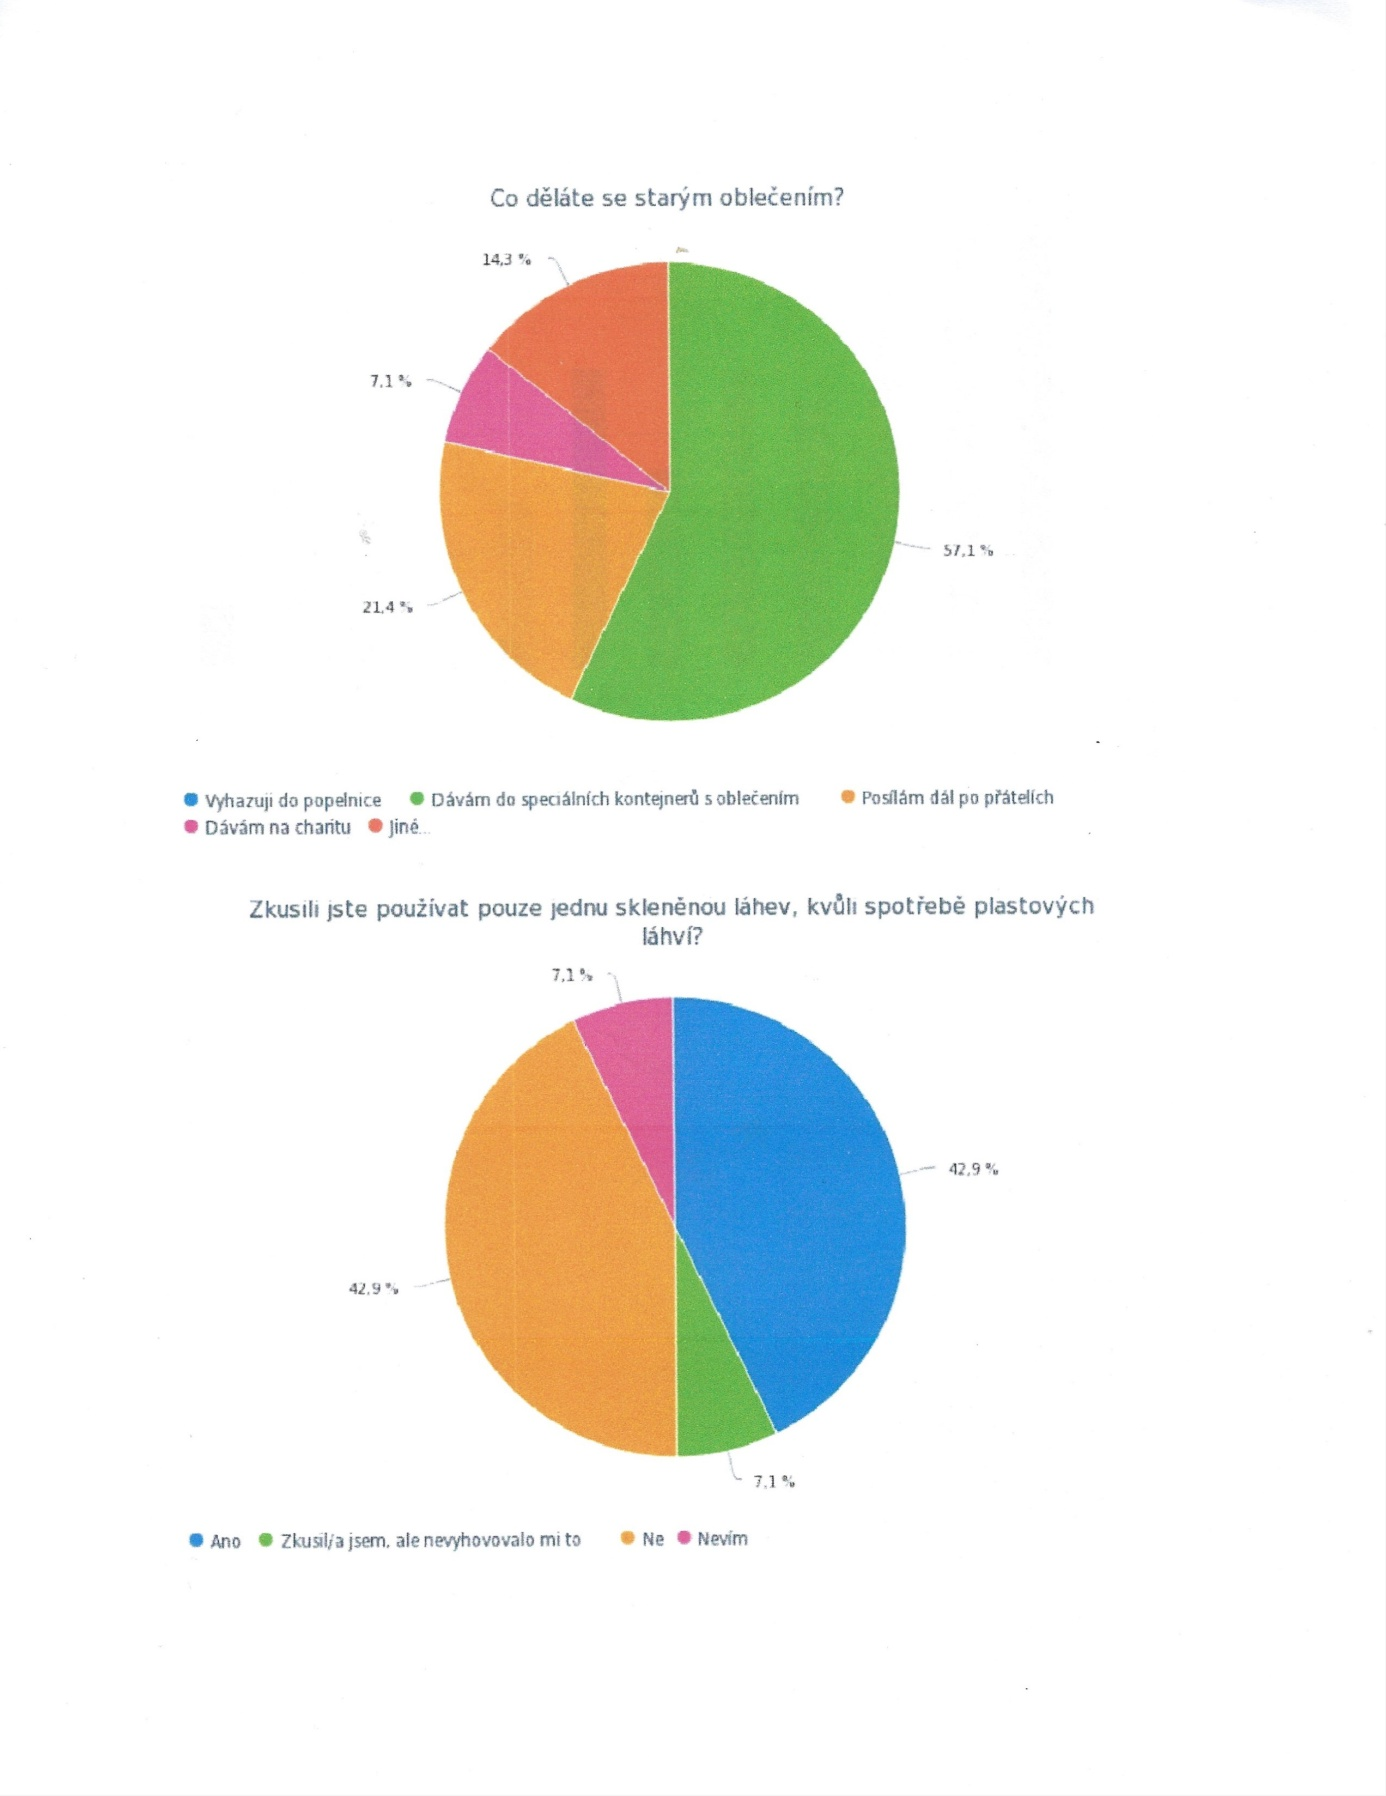 Co děláte se starým oblečením?
14,3 %
7,1 %
57,1 %
21,4 %
Vyhazuji do popelnice Dávám do speciálních kontejnerů s oblečením Posílám dál po přátelích
Dávám na charitu Jiné...
Zkusili jste používat pouze jednu skleněnou láhev, kvůli spotřebě plastových
láhví?
7,1 %
42,9 %
42,9 %
7,1 %
Ano Zkusil/a jsem, ale nevyhovovalo mi to Ne Nevím